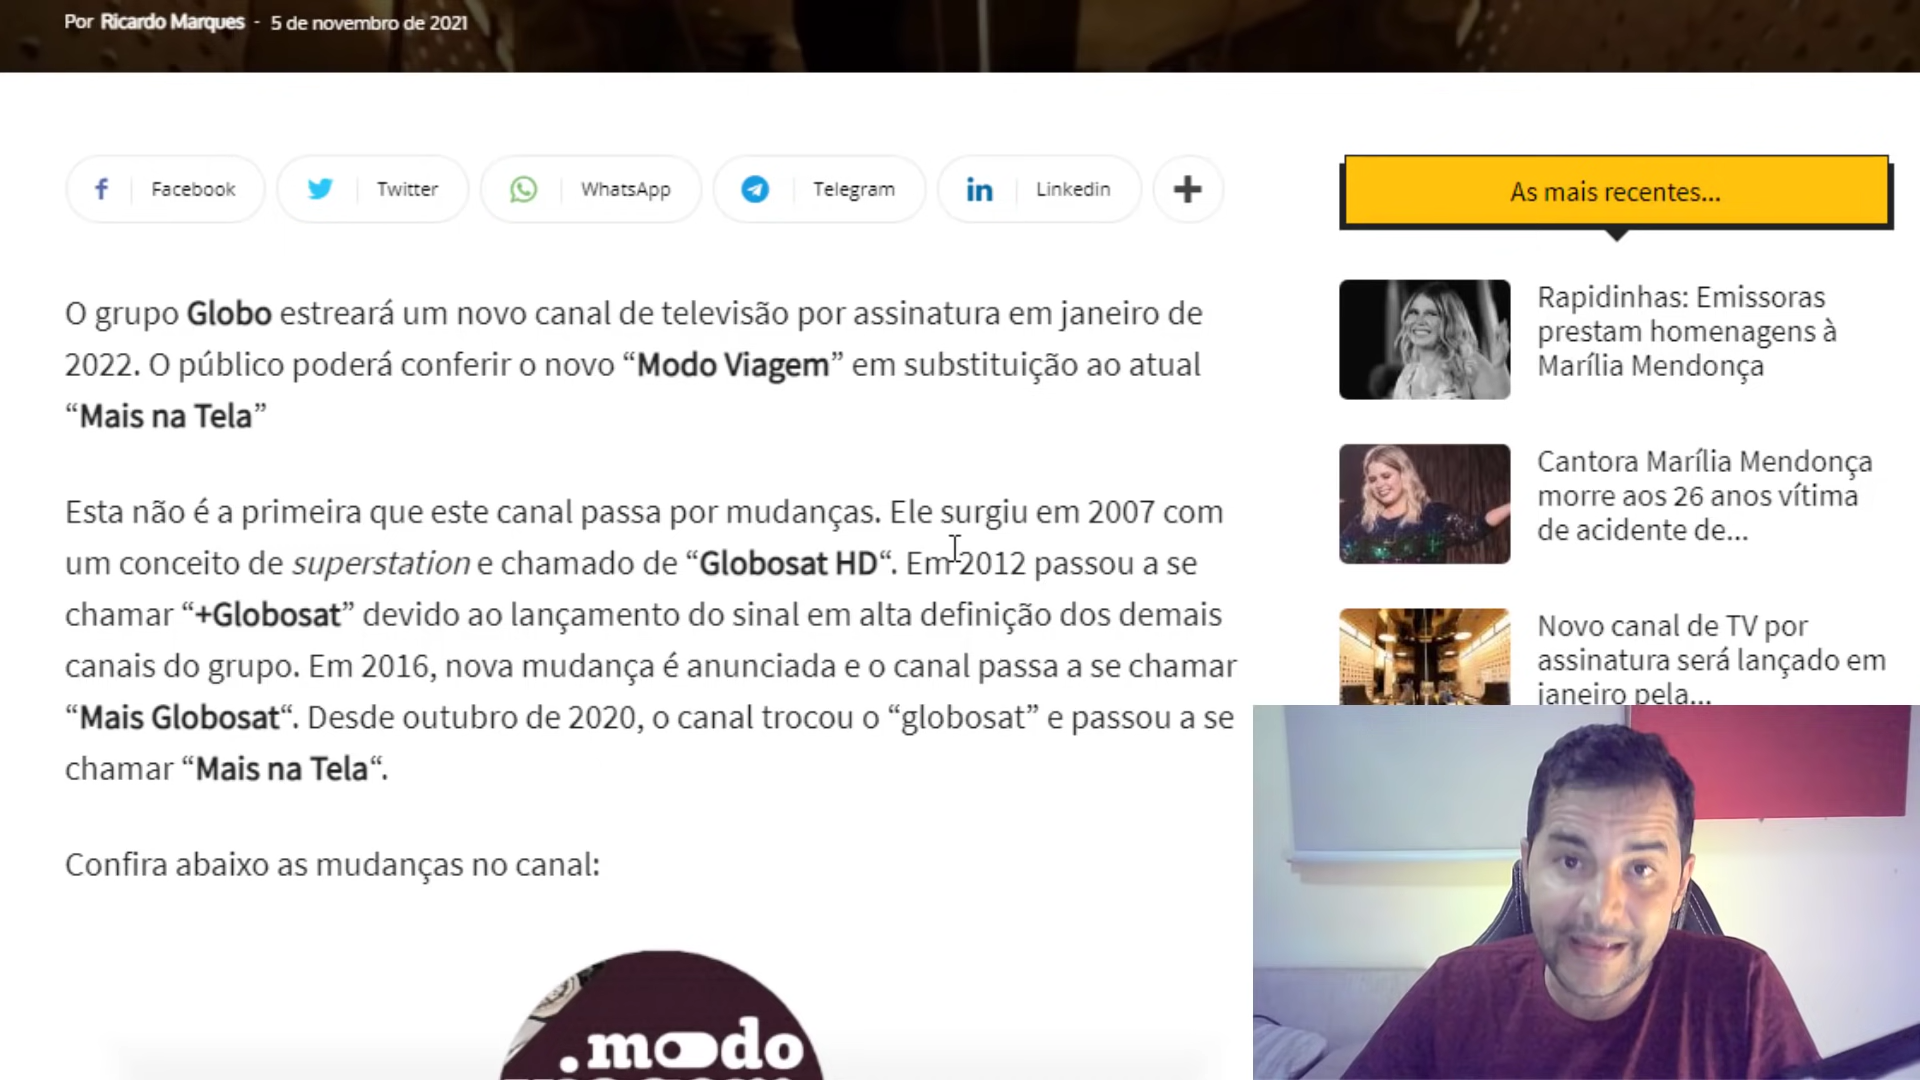 Por Ricardo Marques - 5 de novembro de 2021
Facebook
Twitter
WhatsApp
Telegram
Linkedin
O grupo Globo estreará um novo canal de televisão por assinatura em janeiro de
2022. O público poderá conferir o novo “Modo Viagem” em substituição ao atual
“Mais na Tela”
Esta não é a primeira que este canal passa por mudanças. Ele surgiu em 2007 com
um conceito de superstation e chamado de “Globosat HD“. Em 2012 passou a se
chamar “+Globosat” devido ao lançamento do sinal em alta definição dos demais
canais do grupo. Em 2016, nova mudança é anunciada e o canal passa a se chamar
“Mais Globosat“. Desde outubro de 2020, o canal trocou o “globosat” e passou a se
chamar “Mais na Tela“.
Confira abaixo as mudanças no canal:
.modo
As mais recentes...
Rapidinhas: Emissoras
prestam homenagens à
Marília Mendonça
Cantora Marília Mendonça
morre aos 26 anos vítima
de acidente de...
Novo canal de TV por
assinatura será lançado em
janeiro pela...